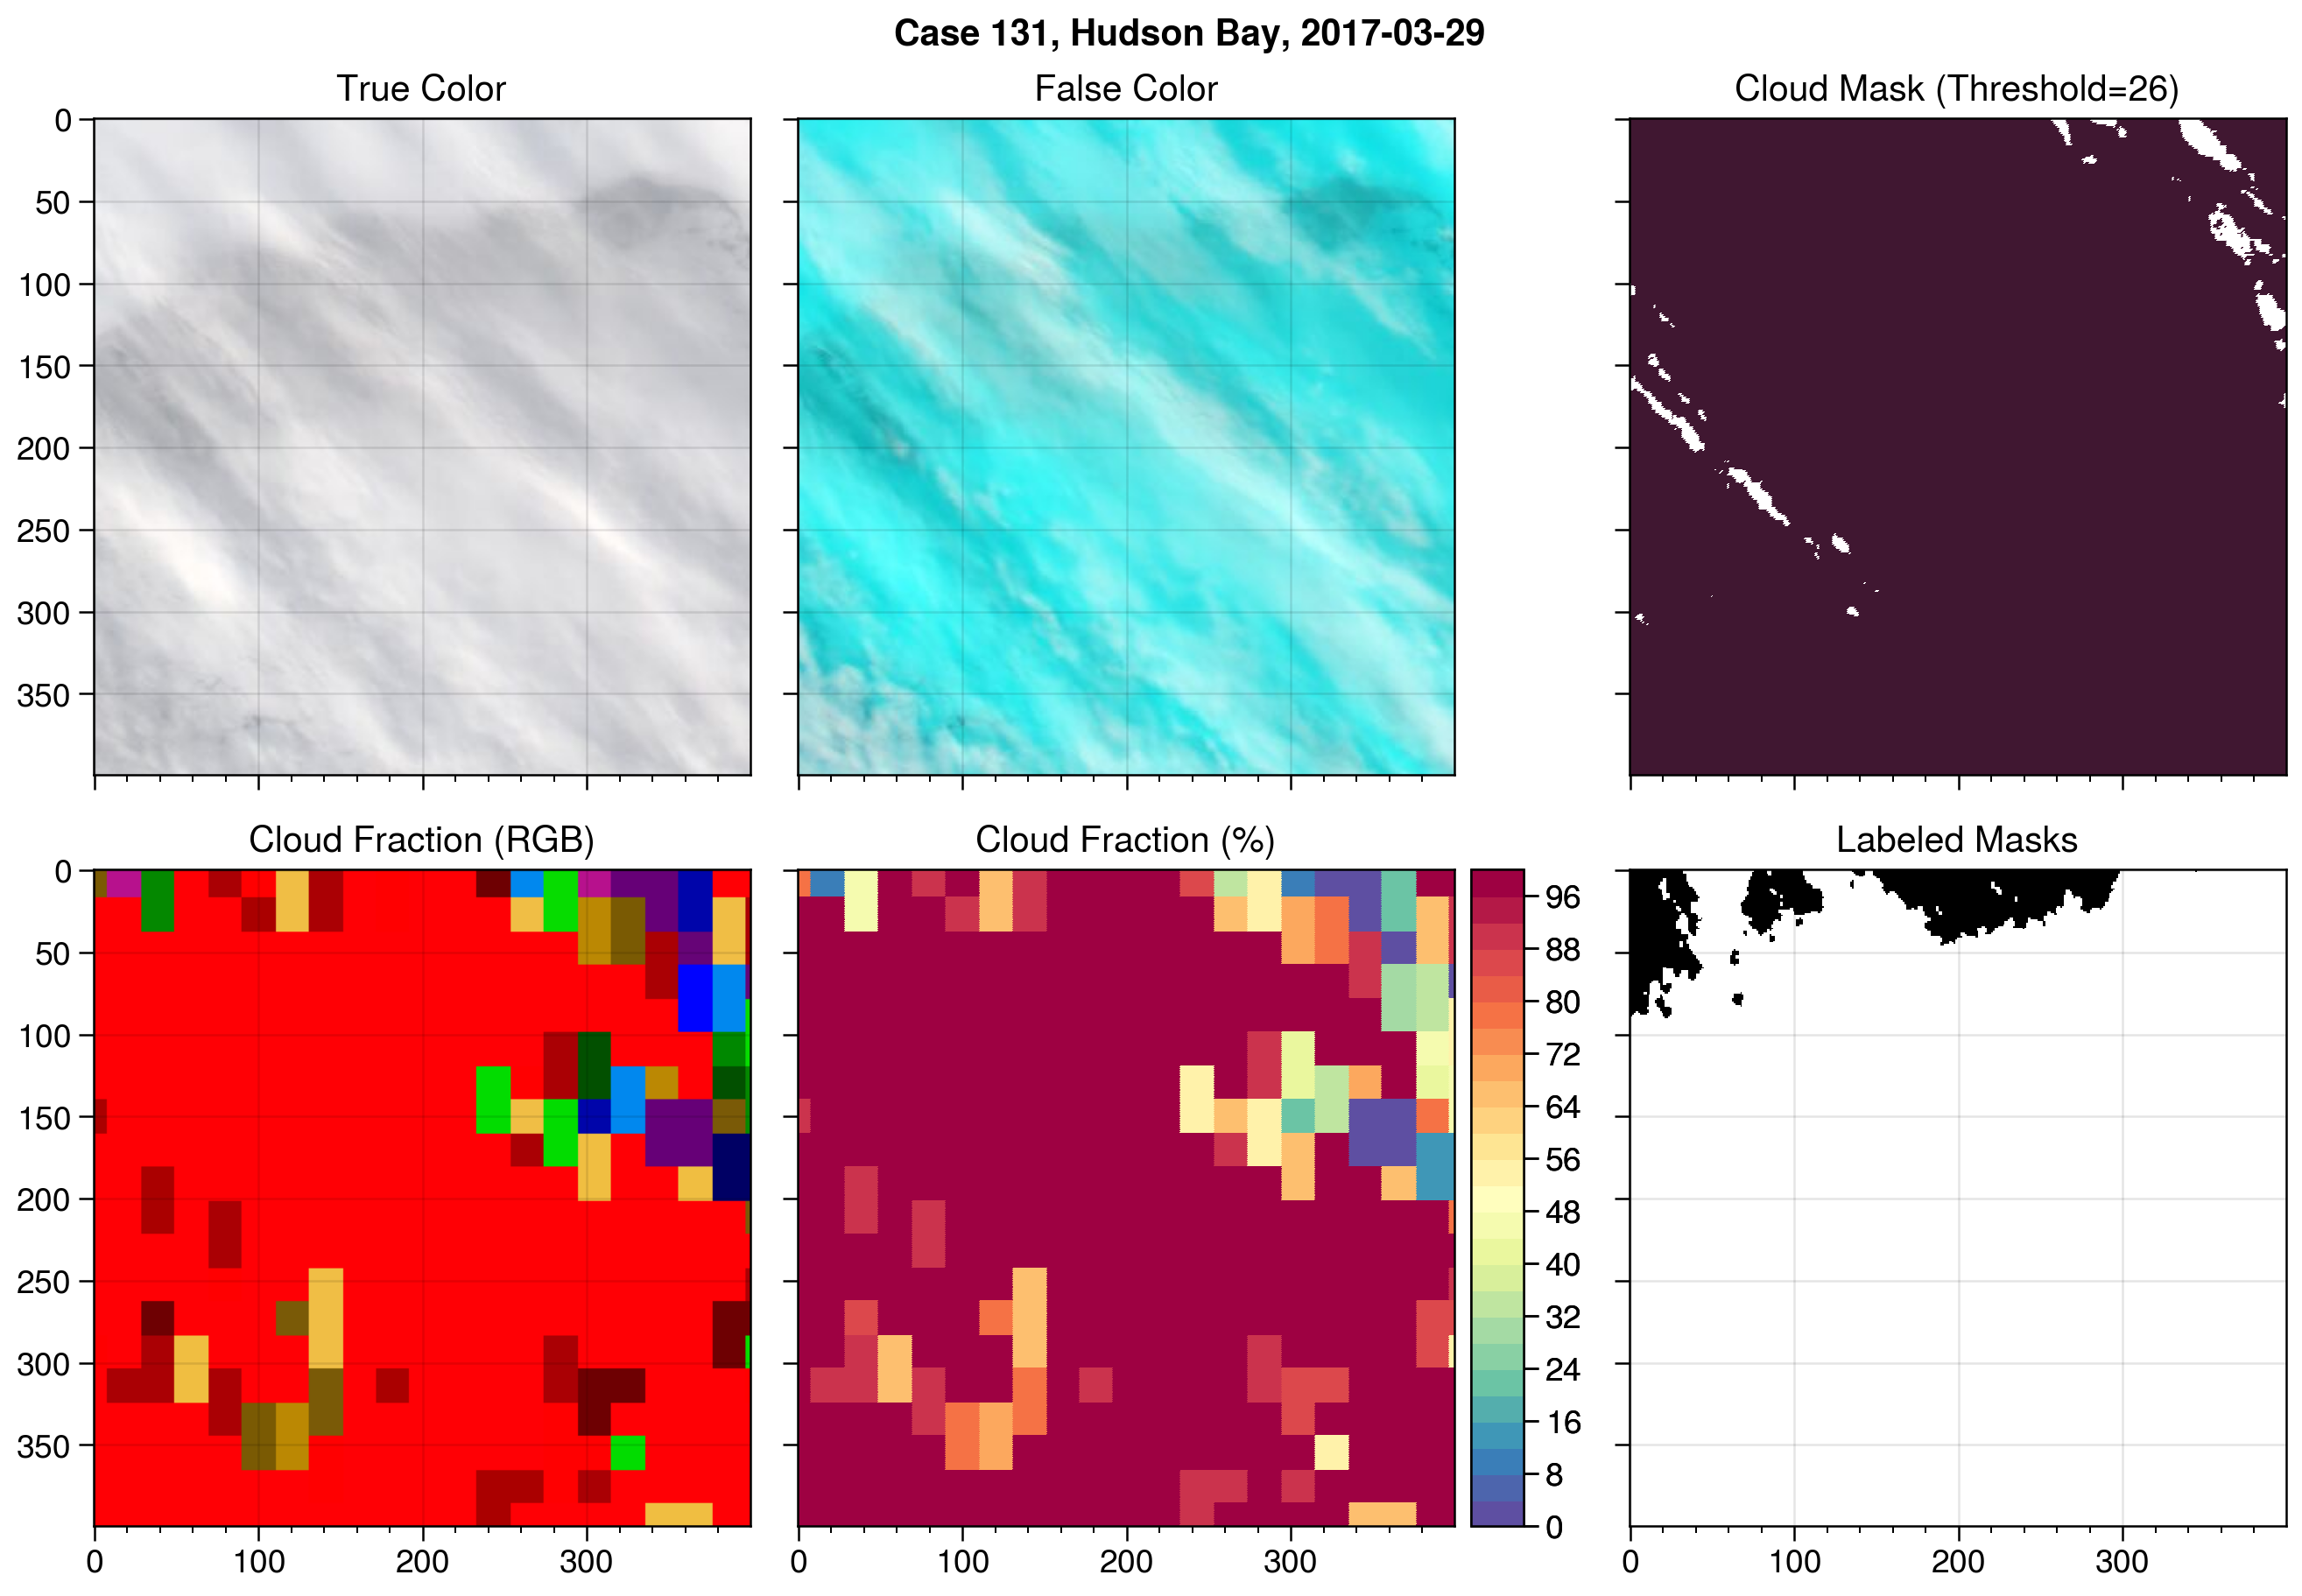 Case 131, Hudson Bay, 2017-03-29
True Color
False Color
Cloud Mask (Threshold=26)
0
50
100
150
200
250
300
350
Cloud Fraction (RGB)
Cloud Fraction (%)
Labeled Masks
0
50
100
150
200
250
300
350
96
88
80
72
64
56
48
40
32
24
16
8
0
0 100 200 300
0 100 200 300
0 100 200 300